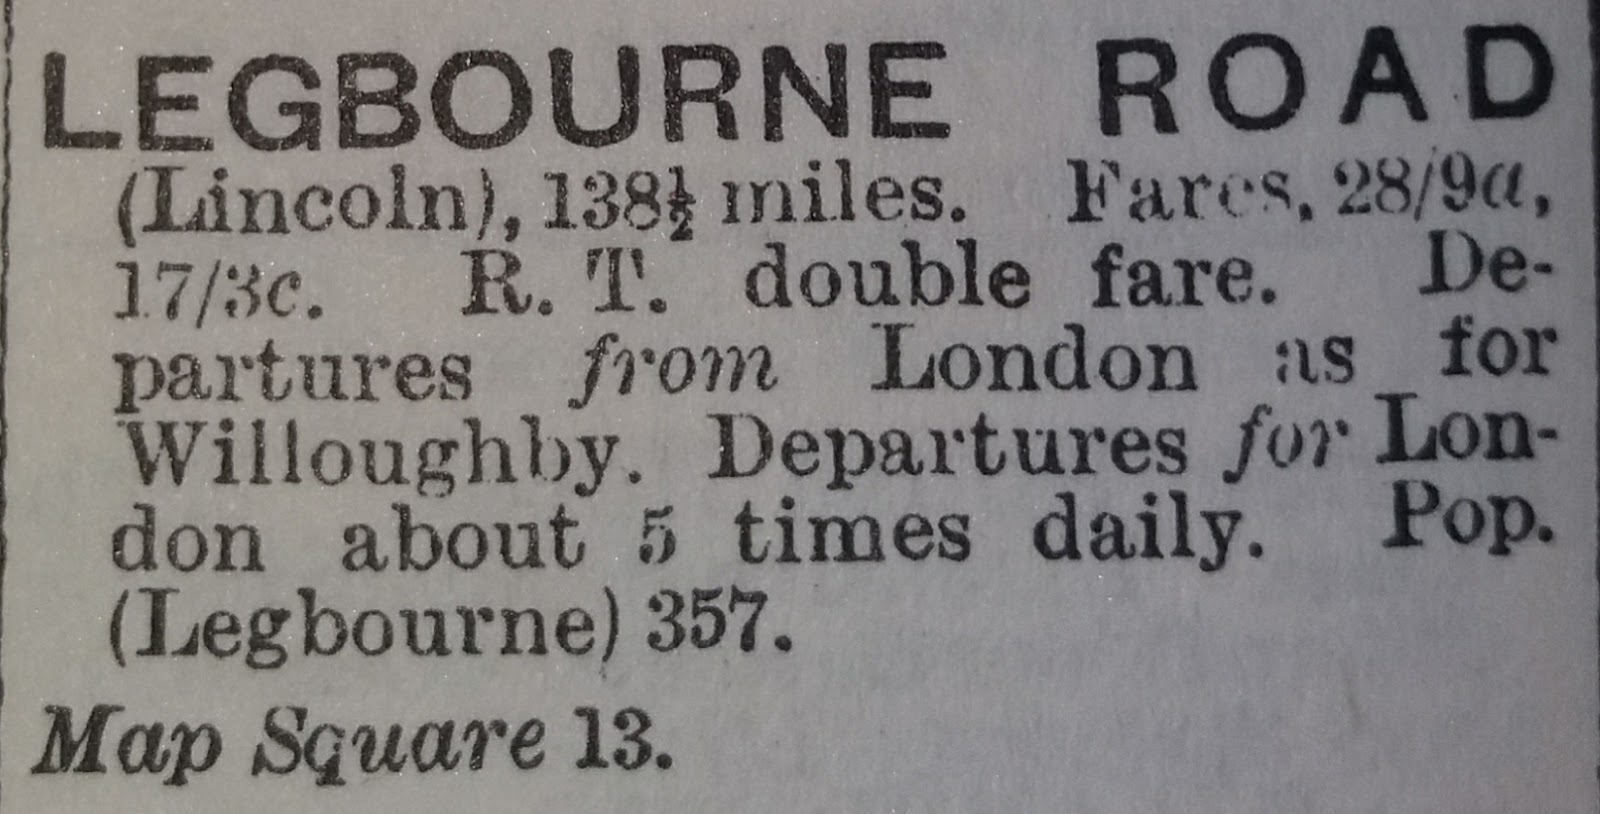 LEGBOURNE ROAD
(Lincoln), 138½ miles. Fares, 28/9a,
17/3c. R. T. double fare. De-
partures from London as for
Willoughby. Departures for Lon-
don about 5 times daily. Pop.
(Legbourne) 357.
Map Square 13.